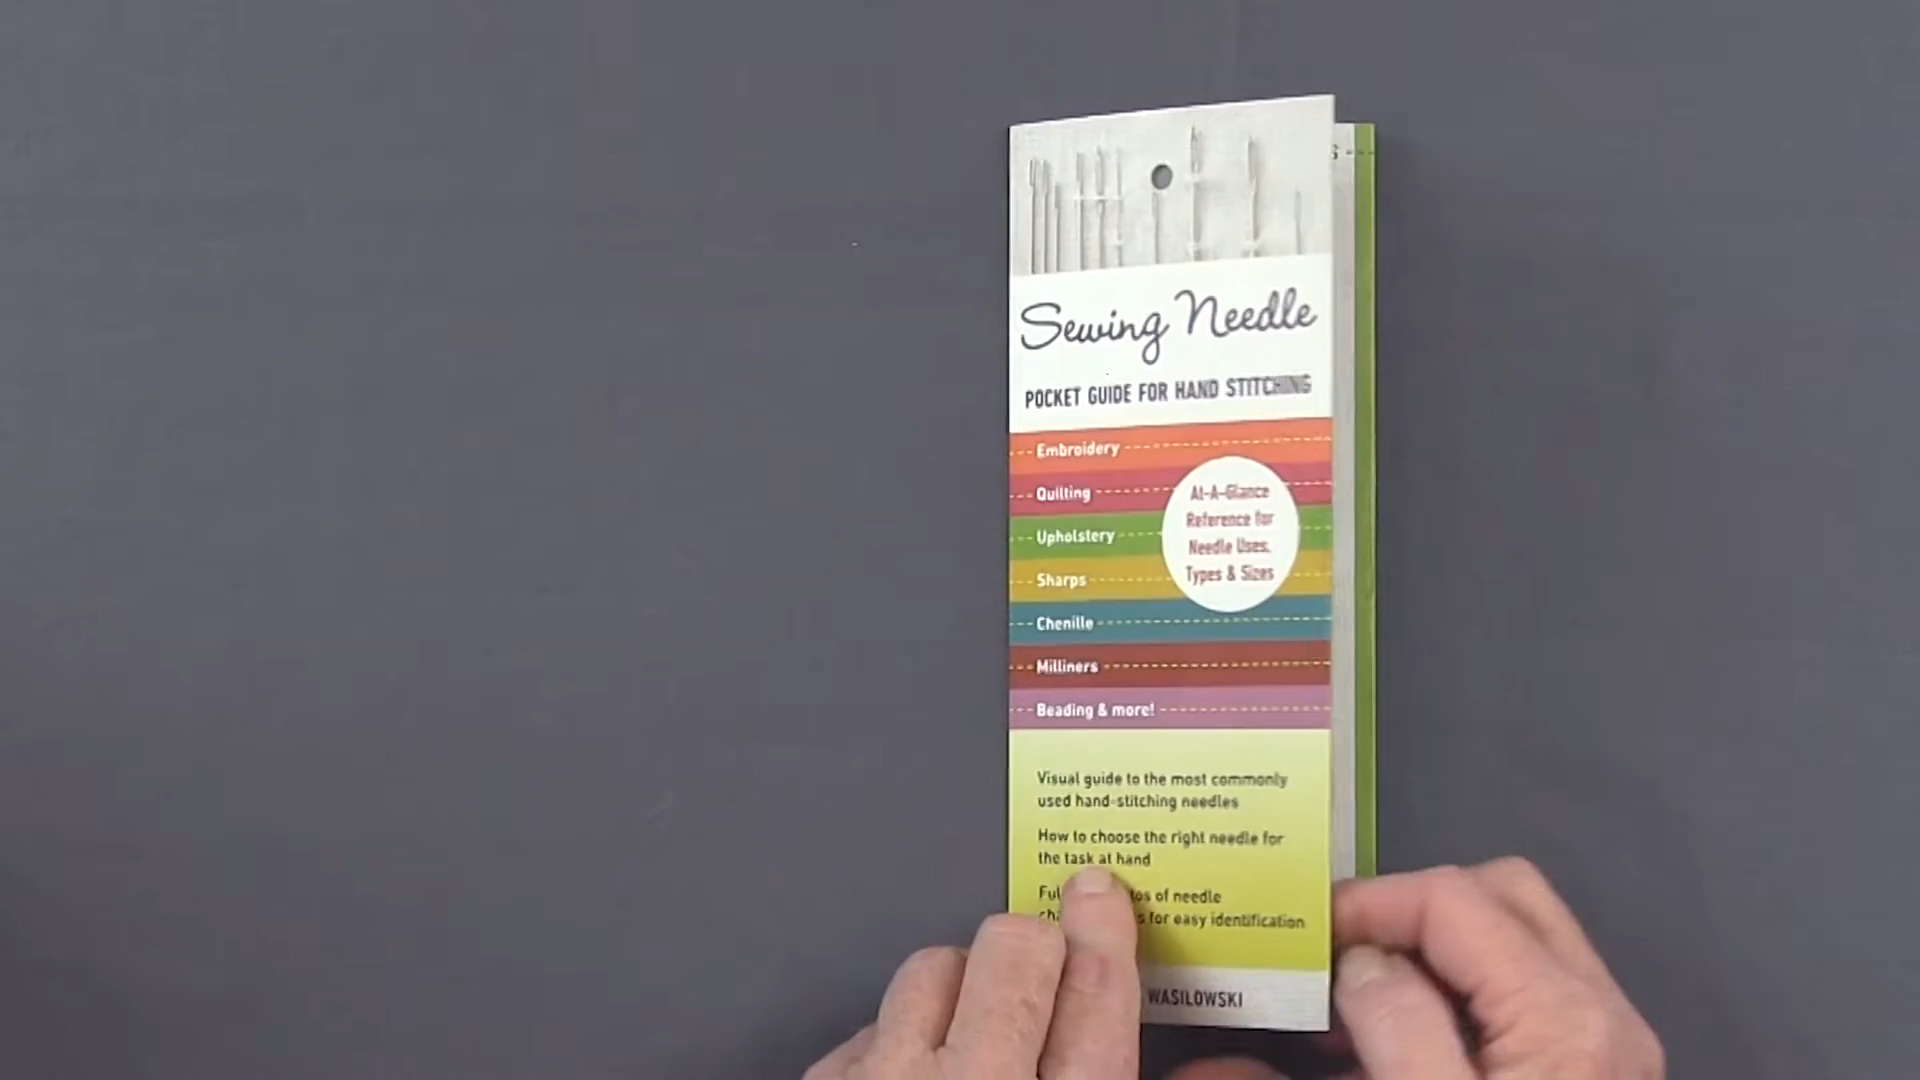 Sewing Needle
POCKET GUIDE FOR HAND STITCHING
Embroidery
Quilting
Upholstery
Sharps
Chenille
Milliners
Beading & more!
At-A-Glance
Reference for
Needle Uses,
Types & Sizes
Visual guide to the most commonly
used hand-stitching needles
How to choose the right needle for
the task at hand
of needle
for easy identification
WASILOWSKI